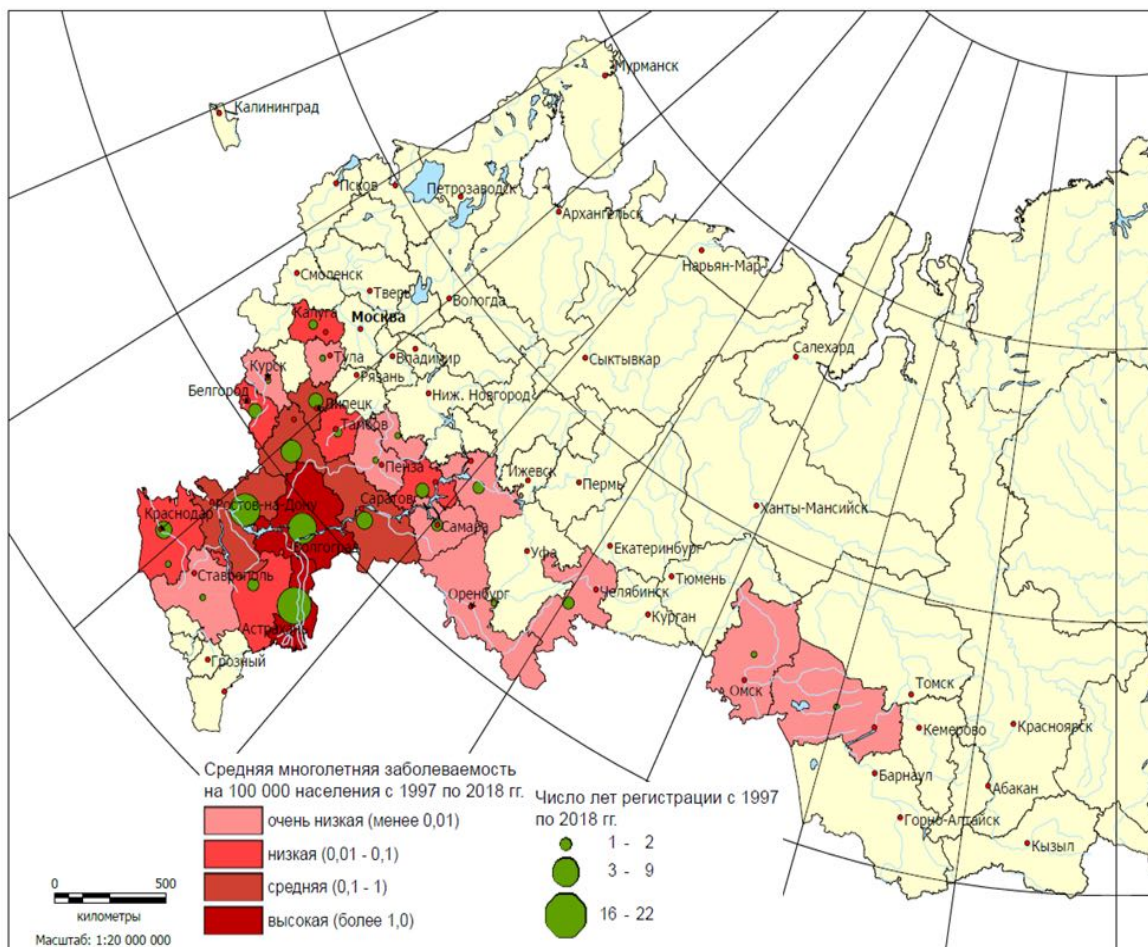 Мурманск
Калининград
Псков
Петрозаводск
Архангельск
Нарьян-Мар
Смоленск
Тверь
Вологда
Калуга
Москва
Сыктывкар
Салехард
Тула
Владимир
Курск
Рязань
Белгород
Липецк
Ниж. Новгород
Тамбов
Пенза
Ижевск
Пермь
Саратов
Ростов-на-Дону
Ханты-Мансийск
Краснодар
Самара
Волгоград
Уфа
Екатеринбург
Ставрополь
Тюмень
Оренбург
Челябинск
Курган
Астрахань
Грозный
Омск
Томск
Кемерово
Красноярск
Барнаул
Абакан
Горно-Алтайск
Кызыл
Средняя многолетняя заболеваемость
на 100 000 населения с 1997 по 2018 гг.
очень низкая (менее 0,01)
низкая (0,01 - 0,1)
средняя (0,1 - 1)
высокая (более 1,0)
Число лет регистрации с 1997
по 2018 гг.
1 - 2
3 - 9
16 - 22
0 500
километры
Масштаб: 1:20 000 000